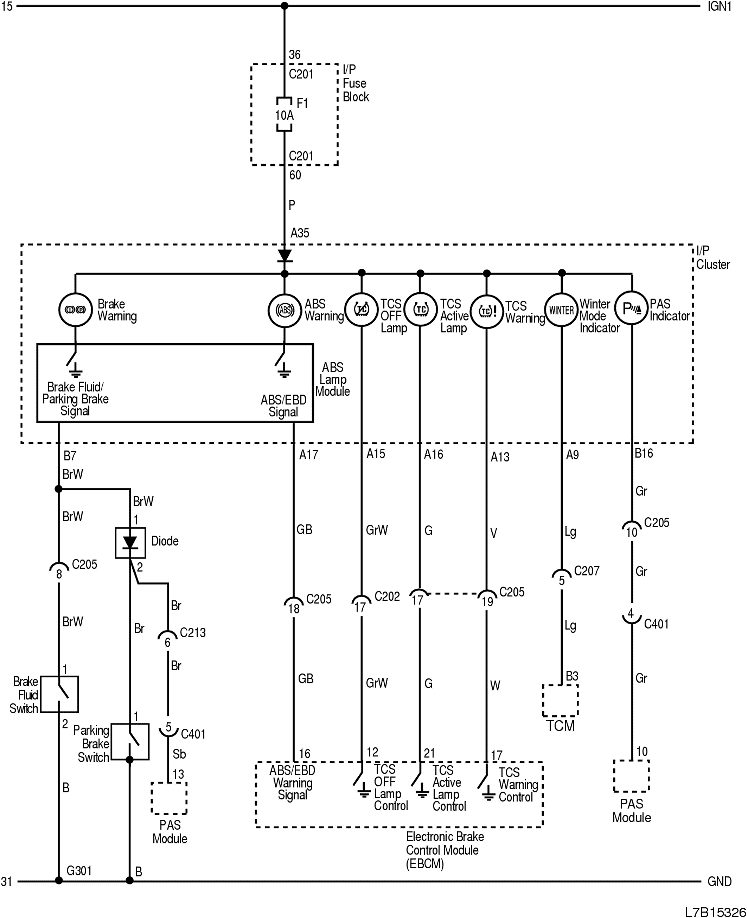 15
IGN1
36
C201
I/P
Fuse
Block
F1
10A
C201
60
P
A35
I/P
Cluster
Brake
Warning
ABS
ABS
Warning
TCS
OFF
Lamp
TC
TCS
Active
Lamp
TC
!
TCS
Warning
WINTER
Winter
Mode
Indicator
P
PAS
Indicator
Brake Fluid/
Parking Brake
Signal
ABS/EBD
Signal
ABS
Lamp
Module
B7
A17
A15
A16
A13
A9
B16
BrW
BrW
BrW
1
Diode
2
C205
8
BrW
Br
Br
C213
6
Br
GB
GrW
G
V
Lg
Gr
C205
10
Gr
C205
18
C202
17
17
C205
19
C207
5
4
C401
Lg
GB
GrW
G
W
Gr
B3
TCM
Brake
Fluid
Switch
1
2
Parking
Brake
Switch
1
5
C401
Sb
13
PAS
Module
16
12
21
17
10
PAS
Module
ABS/EBD
Warning
Signal
TCS
OFF
Lamp
Control
TCS
Active
Lamp
Control
TCS
Warning
Control
Electronic Brake
Control Module
(EBCM)
B
G301
B
31
GND
L7B15326